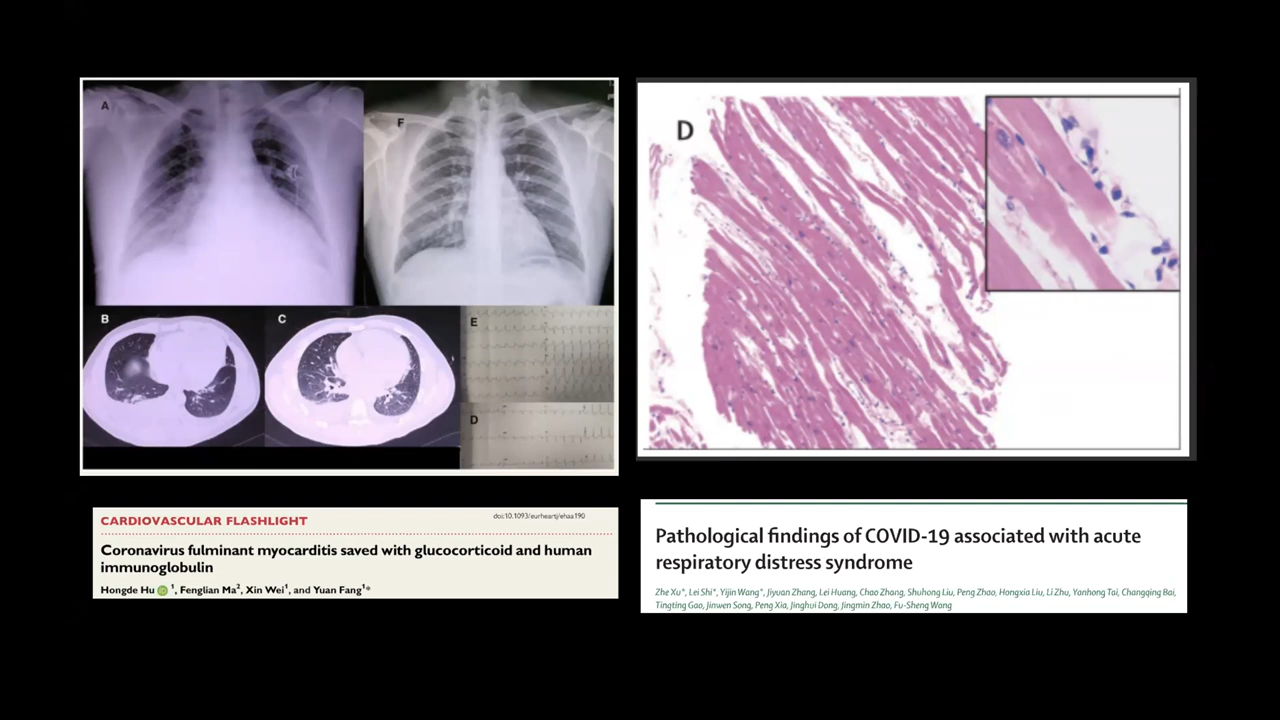 A
F
B
C
E
D
D
CARDIOVASCULAR FLASHLIGHT
doi:10.1093/eurheartj/ehaa190
Coronavirus fulminant myocarditis saved with glucocorticoid and human
immunoglobulin
Hongde Hu 1, Fenglian Ma2, Xin Wei1, and Yuan Fang1*
Pathological findings of COVID-19 associated with acute
respiratory distress syndrome
Zhe Xu*, Lei Shi*, Yijin Wang*, Jiyuan Zhang, Lei Huang, Chao Zhang, Shuhong Liu, Peng Zhao, Hongxia Liu, Li Zhu, Yanhong Tai, Changqing Bai,
Tingting Gao, Jinwen Song, Peng Xia, Jinghui Dong, Jingmin Zhao, Fu-Sheng Wang